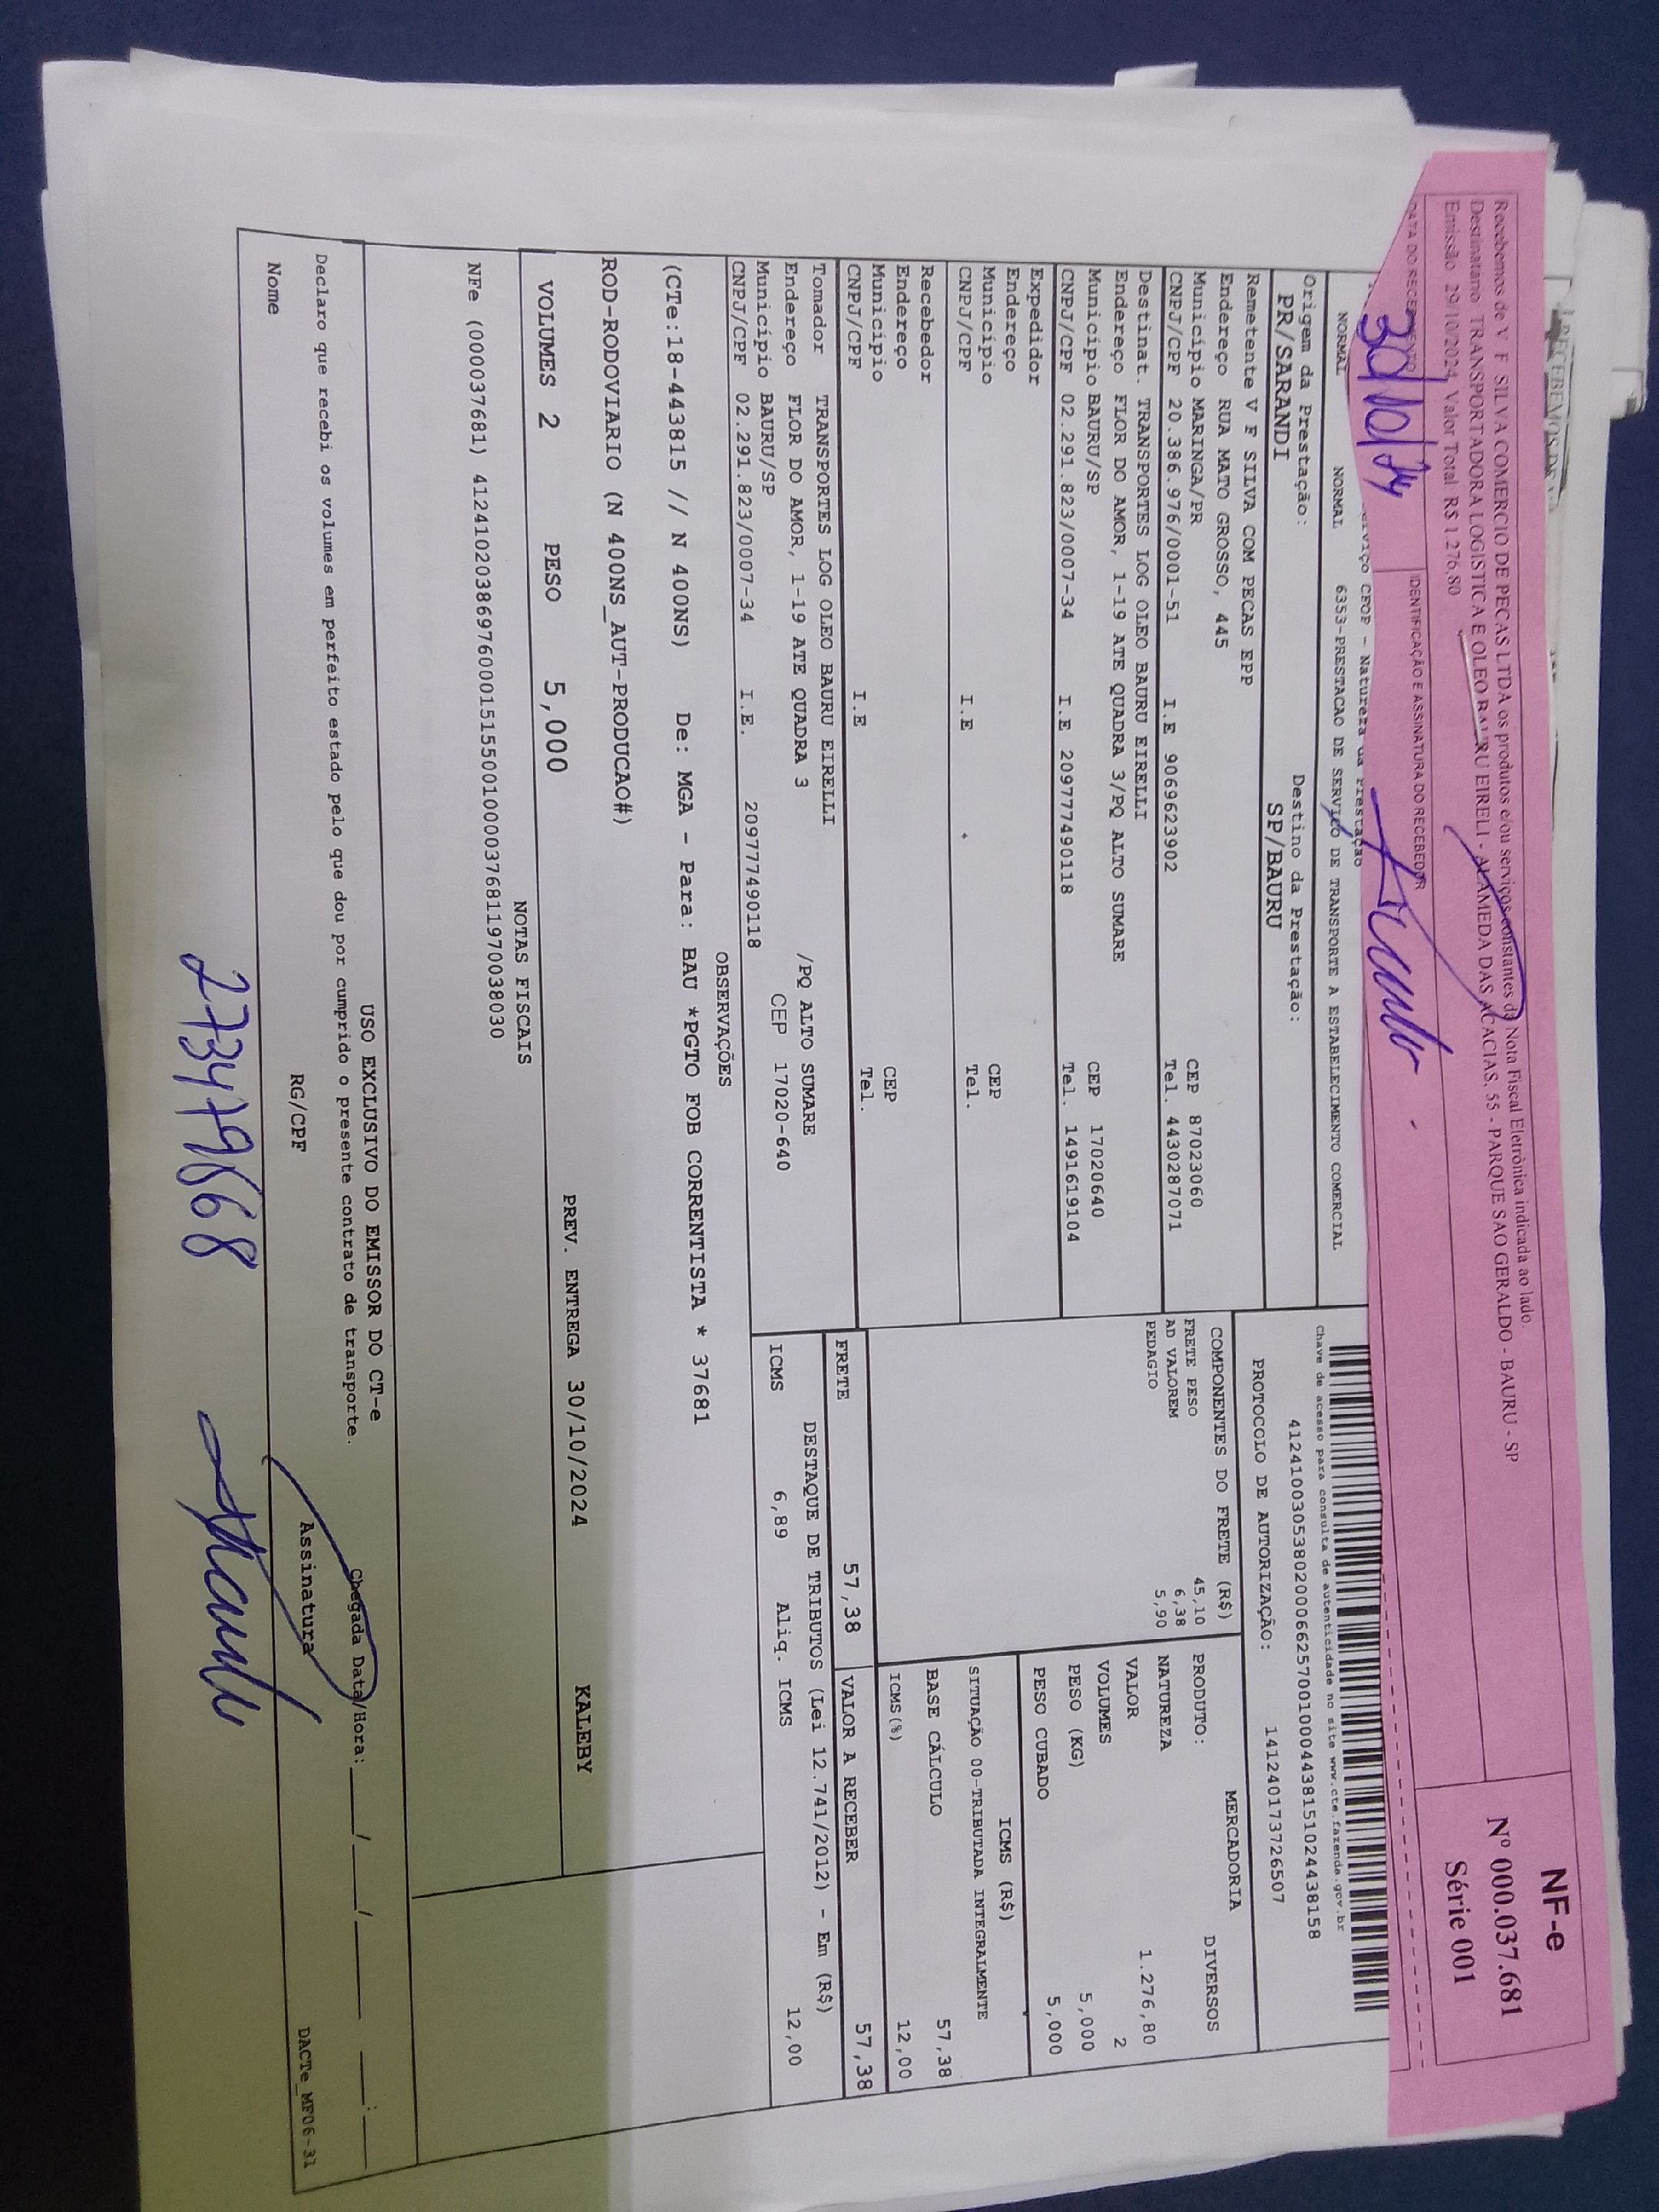 RECEBEMOS DE
Recebemos de V F SILVA COMERCIO DE PECAS LTDA os produtos e/ou serviços constantes da Nota Fiscal Eletrônica indicada ao lado
Destinatário TRANSPORTADORA LOGISTICA E OLEO BAURU EIRELI - ALAMEDA DAS ACACIAS, 55 - PARQUE SAO GERALDO - BAURU - SP
Emissão 29/10/2024 Valor Total R$ 1.276,80
NF-e
Nº 000.037.681
Série 001
DATA DO RECEBIMENTO
IDENTIFICAÇÃO E ASSINATURA DO RECEBEDOR
30/10/24
CFOP - Natureza da Prestação
NORMAL NORMAL 6353-PRESTACAO DE SERVIÇO DE TRANSPORTE A ESTABELECIMENTO COMERCIAL
Chave de acesso para consulta de autenticidade no site www.cte.fazenda.gov.br
41241003053802000662570010004438151024438158
PROTOCOLO DE AUTORIZAÇÃO: 141240173726507
Origem da Prestação: Destino da Prestação:
PR/SARANDI SP/BAURU
Remetente V F SILVA COM PECAS EPP
Endereço RUA MATO GROSSO, 445
Município MARINGA/PR CEP 87023060
CNPJ/CPF 20.386.976/0001-51 I.E 9069623902 Tel. 4430287071
Destinat. TRANSPORTES LOG OLEO BAURU EIRELLI
Endereço FLOR DO AMOR, 1-19 ATE QUADRA 3/PQ ALTO SUMARE
Município BAURU/SP CEP 17020640
CNPJ/CPF 02.291.823/0007-34 I.E 209777490118 Tel. 1491619104
Expedidor
Endereço
Município CEP
CNPJ/CPF I.E Tel.
Recebedor
Endereço
Município CEP
CNPJ/CPF I.E Tel.
Tomador TRANSPORTES LOG OLEO BAURU EIRELLI
Endereço FLOR DO AMOR, 1-19 ATE QUADRA 3 /PQ ALTO SUMARE
Município BAURU/SP CEP 17020-640
CNPJ/CPF 02.291.823/0007-34 I.E. 209777490118
COMPONENTES DO FRETE (R$)
FRETE PESO 45,10
AD VALOREM 6,38
PEDAGIO 5,90
MERCADORIA
PRODUTO: DIVERSOS
NATUREZA
VALOR 1.276,80
VOLUMES 2
PESO (KG) 5,000
PESO CUBADO 5,000
ICMS (R$)
SITUAÇÃO 00-TRIBUTADA INTEGRALMENTE
BASE CÁLCULO 57,38
ICMS(%) 12,00
FRETE 57,38 VALOR A RECEBER 57,38
DESTAQUE DE TRIBUTOS (Lei 12.741/2012) - Em (R$)
ICMS 6,89 Aliq. ICMS 12,00
OBSERVAÇÕES
(CTe:18-443815 // N 400NS) De: MGA - Para: BAU *PGTO FOB CORRENTISTA * 37681
ROD-RODOVIARIO (N 400NS_AUT-PRODUCAO#)
VOLUMES 2 PESO 5,000 PREV. ENTREGA 30/10/2024 KALEBY
NOTAS FISCAIS
NFe (000037681) 41241020386976000151550010000376811970038030
USO EXCLUSIVO DO EMISSOR DO CT-e
Declaro que recebi os volumes em perfeito estado pelo que dou por cumprido o presente contrato de transporte.
Chegada Data/Hora: ___/___/____ __:__
Nome RG/CPF Assinatura
DACTe_MF06-31
273479668